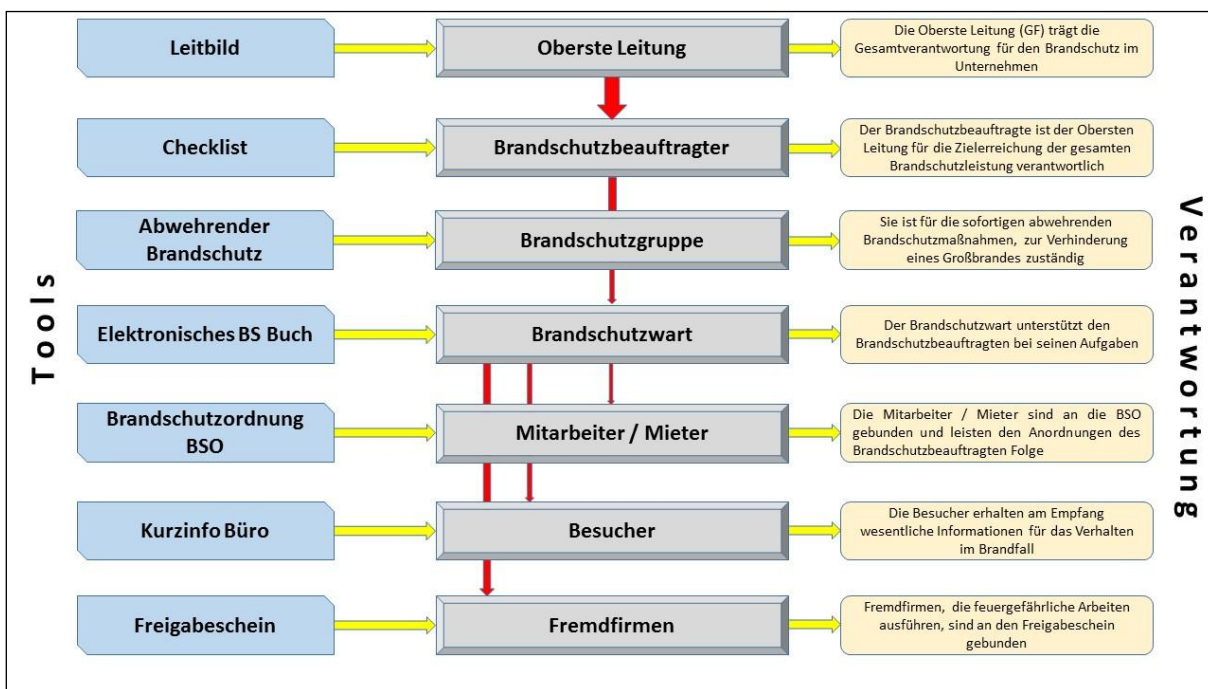 Tools
Leitbild
Oberste Leitung
Die Oberste Leitung (GF) trägt die
Gesamtverantwortung für den Brandschutz im
Unternehmen
Checklist
Brandschutzbeauftragter
Der Brandschutzbeauftragte ist der Obersten
Leitung für die Zielerreichung der gesamten
Brandschutzleistung verantwortlich
Abwehrender
Brandschutz
Brandschutzgruppe
Sie ist für die sofortigen abwehrenden
Brandschutzmaßnahmen, zur Verhinderung
eines Großbrandes zuständig
Elektronisches BS Buch
Brandschutzwart
Der Brandschutzwart unterstützt den
Brandschutzbeauftragten bei seinen Aufgaben
Brandschutzordnung
BSO
Mitarbeiter / Mieter
Die Mitarbeiter / Mieter sind an die BSO
gebunden und leisten den Anordnungen des
Brandschutzbeauftragten Folge
Kurzinfo Büro
Besucher
Die Besucher erhalten am Empfang
wesentliche Informationen für das Verhalten
im Brandfall
Freigabeschein
Fremdfirmen
Fremdfirmen, die feuergefährliche Arbeiten
ausführen, sind an den Freigabeschein
gebunden
Verantwortung